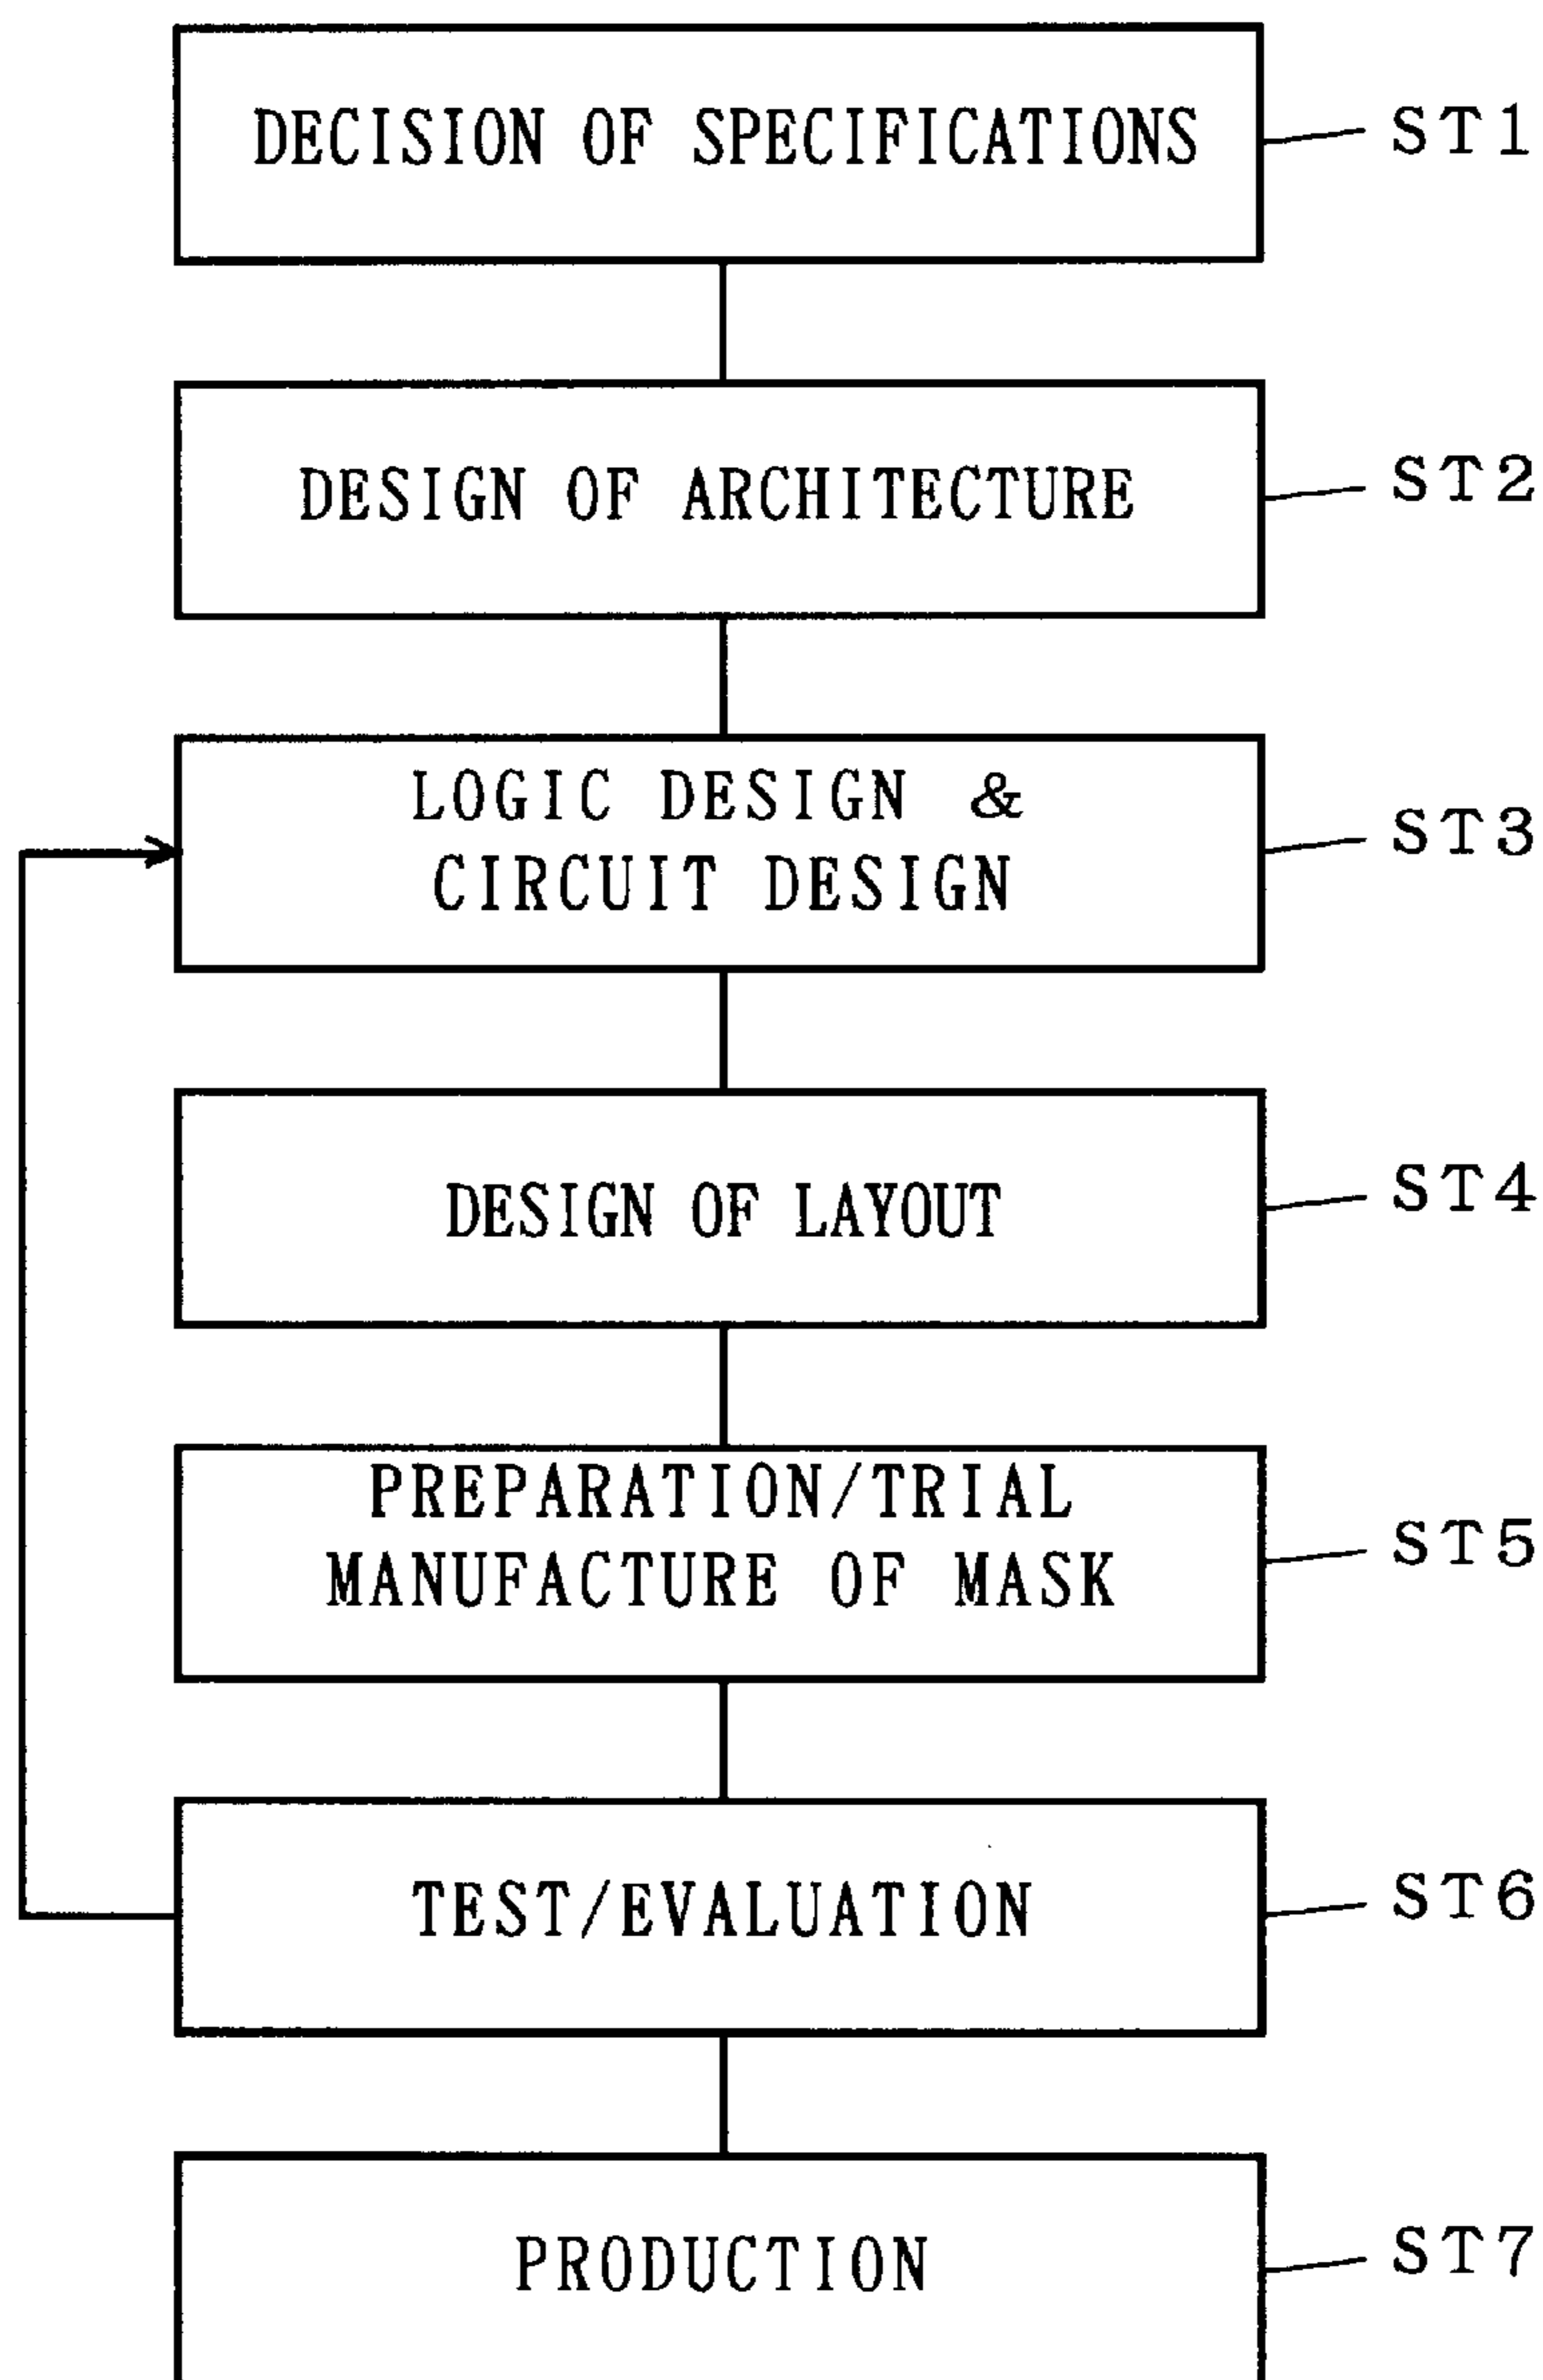 DECISION OF SPECIFICATIONS
ST1
DESIGN OF ARCHITECTURE
ST2
LOGIC DESIGN &
CIRCUIT DESIGN
ST3
DESIGN OF LAYOUT
ST4
PREPARATION/TRIAL
MANUFACTURE OF MASK
ST5
TEST/EVALUATION
ST6
PRODUCTION
ST7